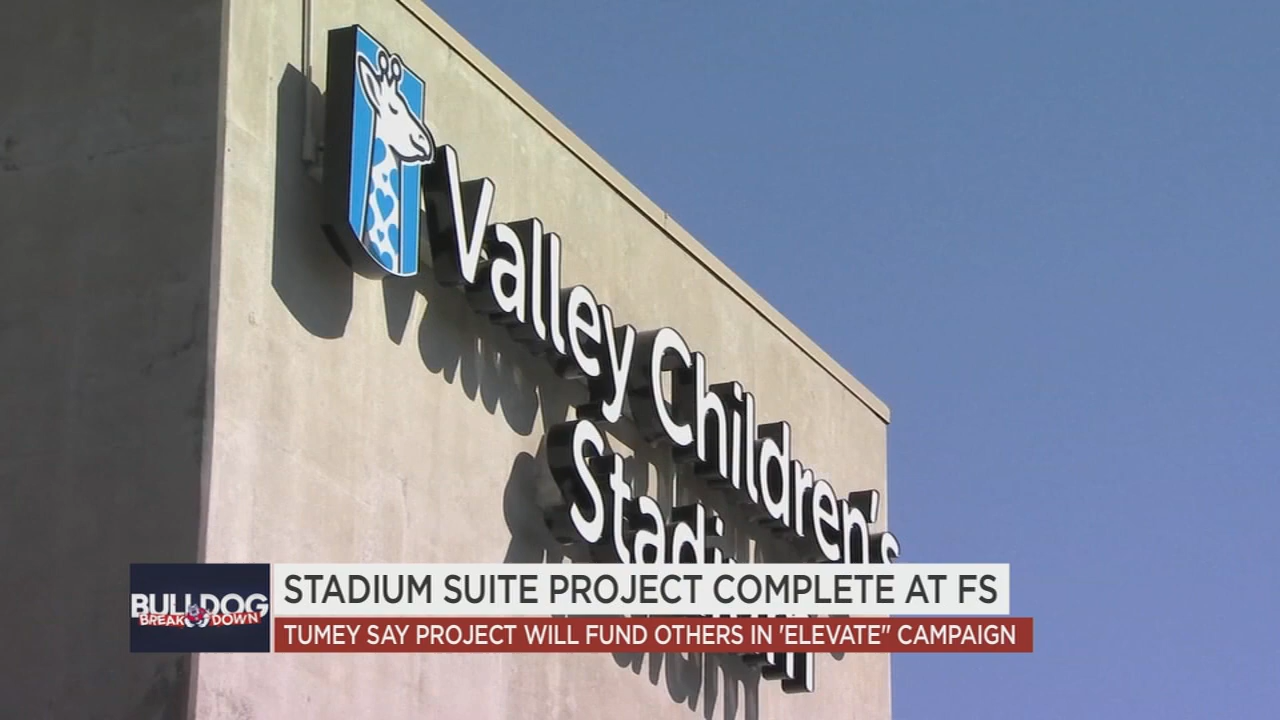 Valley Children's
Stadium
BULLDOG
BREAKDOWN
STADIUM SUITE PROJECT COMPLETE AT FS
TUMEY SAY PROJECT WILL FUND OTHERS IN 'ELEVATE" CAMPAIGN